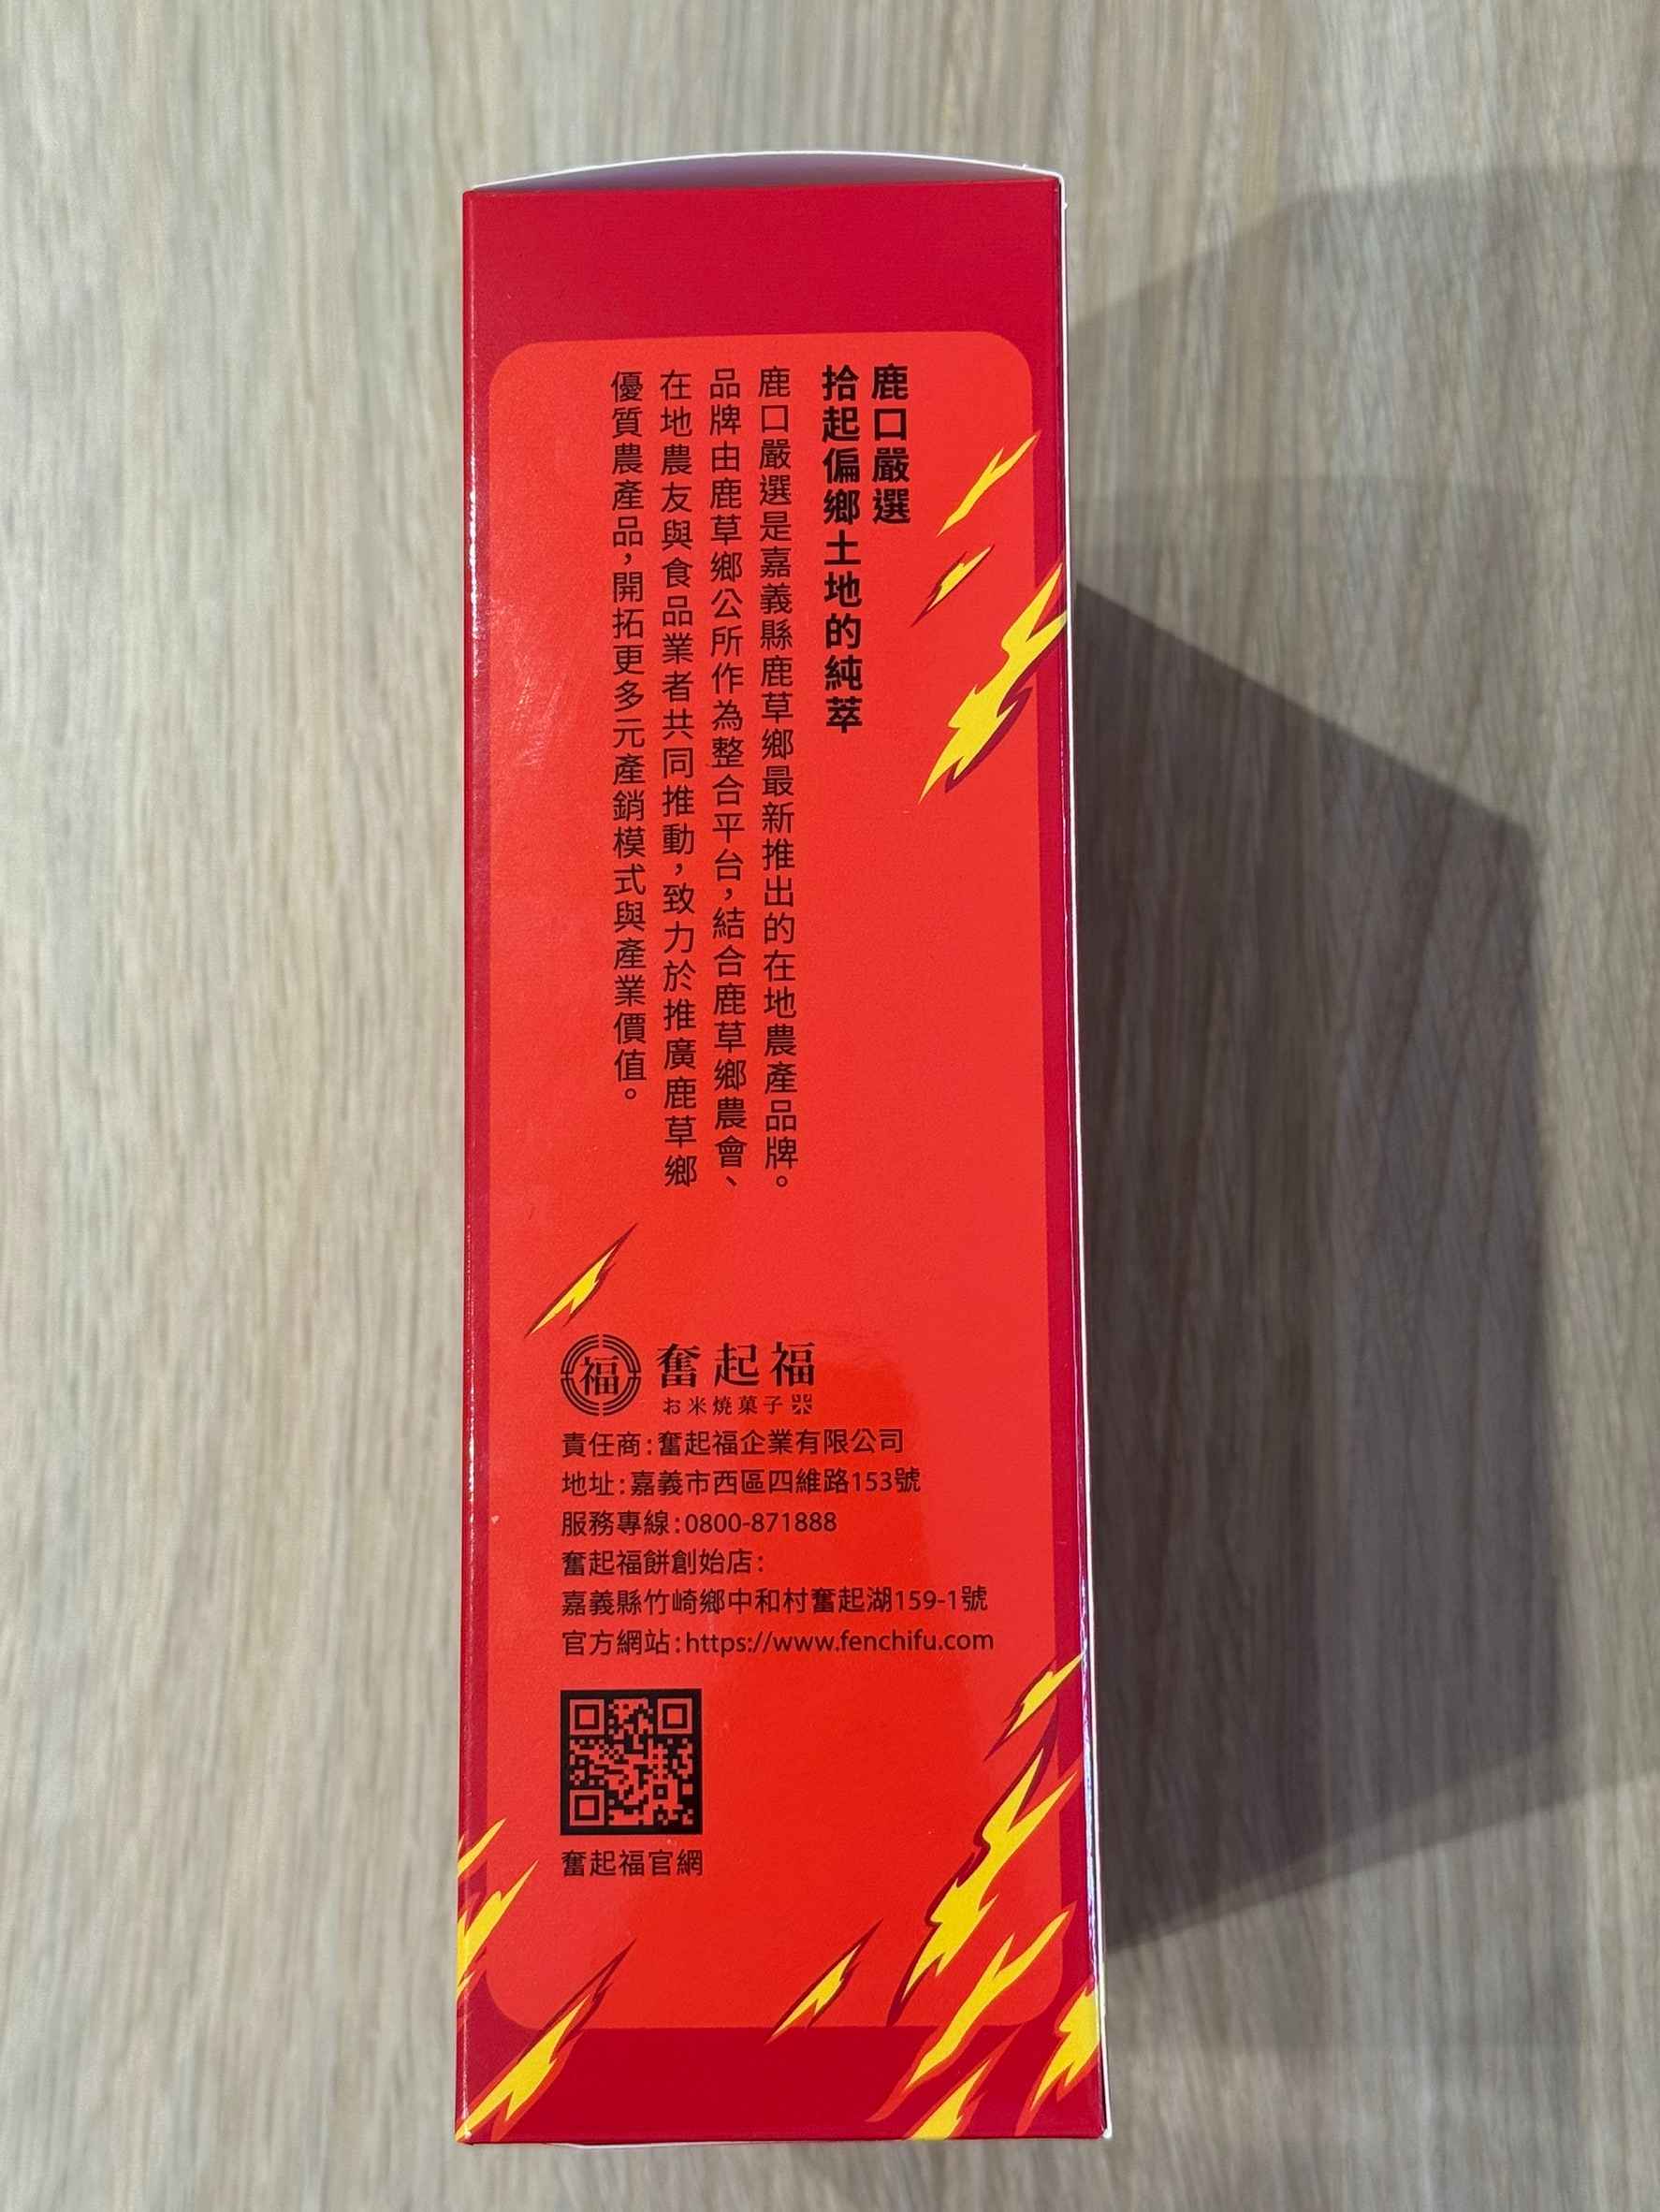 鹿口嚴選
拾起偏鄉土地的純萃
鹿口嚴選是嘉義縣鹿草鄉最新推出的在地農產品牌。
品牌由鹿草鄉公所作為整合平台，結合鹿草鄉農會、
在地農友與食品業者共同推動，致力於推廣鹿草鄉
優質農產品，開拓更多元產銷模式與產業價值。
福
奮起福
お米燒菓子
責任商:奮起福企業有限公司
地址:嘉義市西區四維路153號
服務專線:0800-871888
奮起福餅創始店:
嘉義縣竹崎鄉中和村奮起湖159-1號
官方網站:https://www.fenchifu.com
奮起福官網